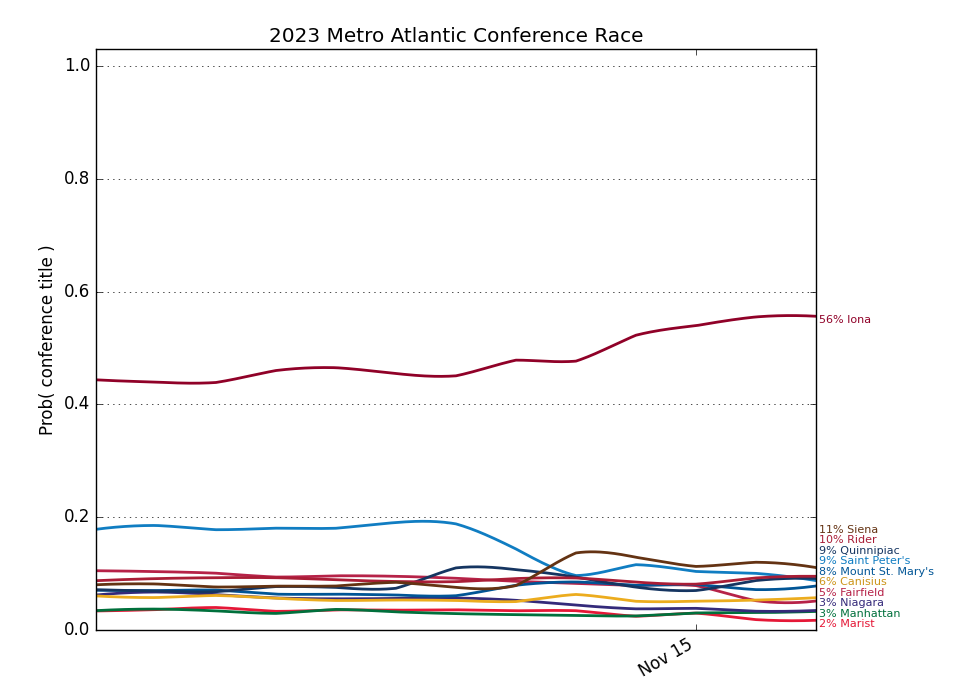 2023 Metro Atlantic Conference Race
Prob( conference title )
1.0
0.8
0.6
0.4
0.2
0.0
Nov 15
56% Iona
11% Siena
10% Rider
9% Quinnipiac
9% Saint Peter's
8% Mount St. Mary's
6% Canisius
5% Fairfield
3% Niagara
3% Manhattan
2% Marist